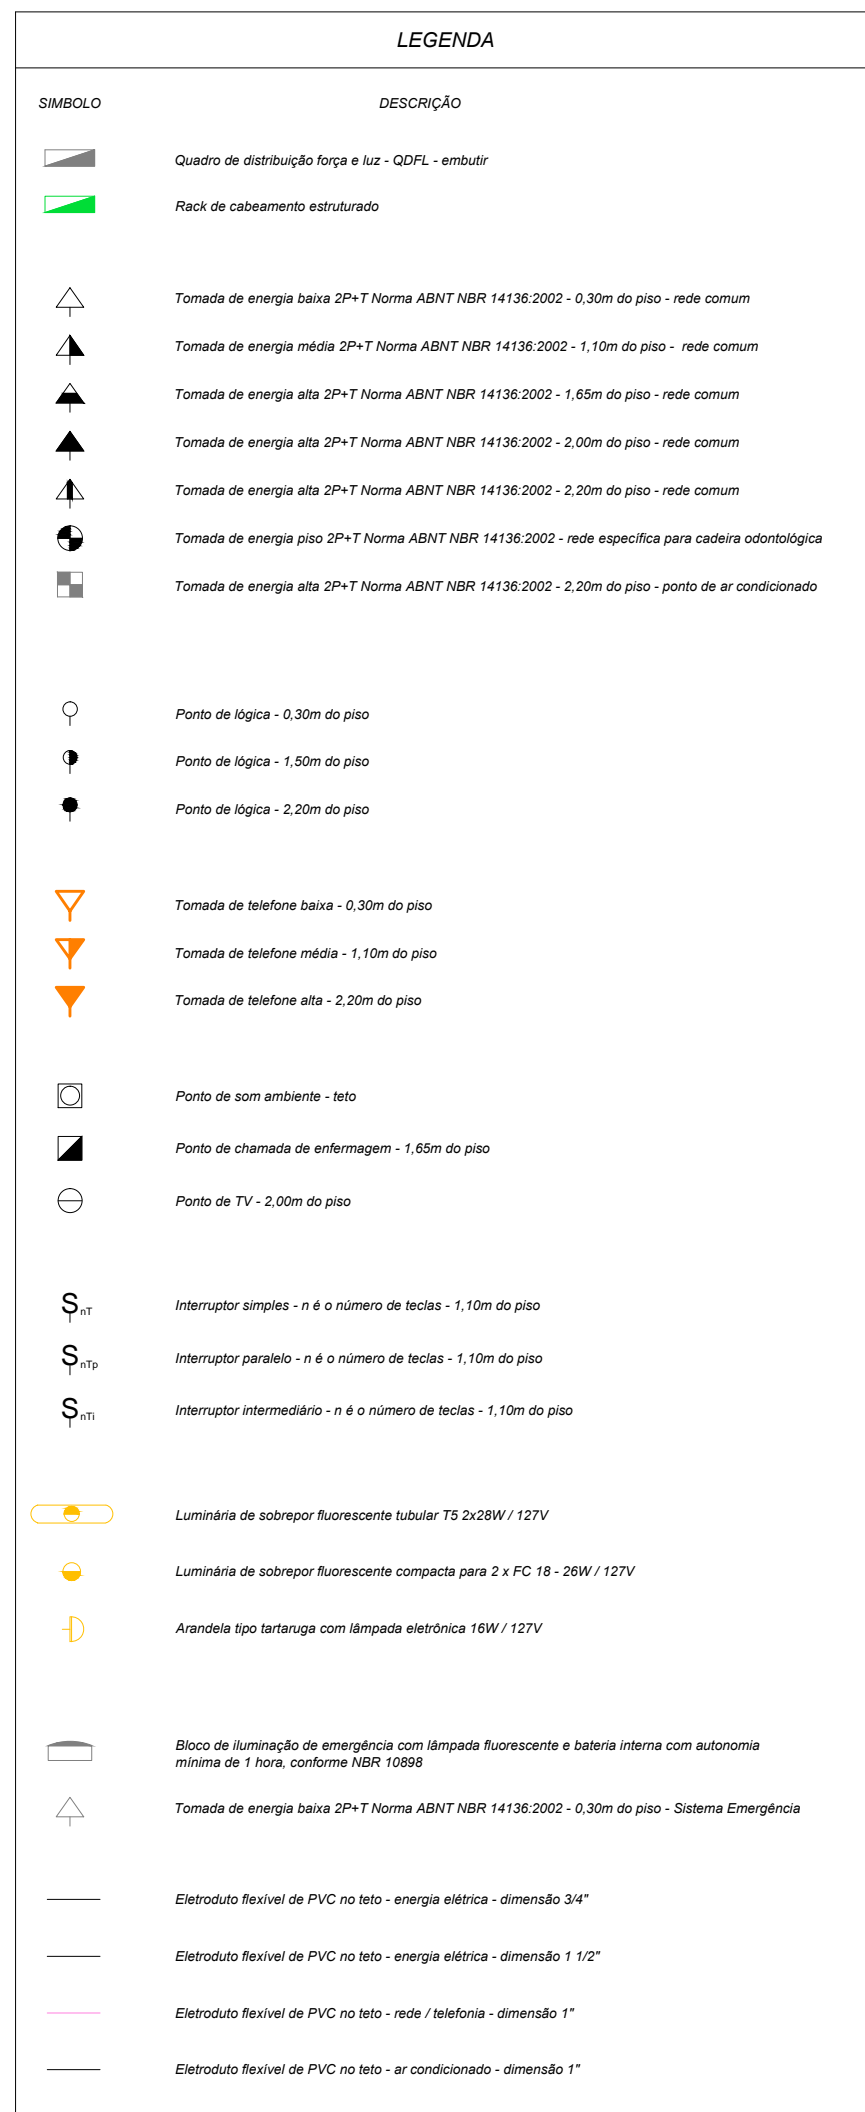 LEGENDA
SIMBOLO DESCRIÇÃO
Quadro de distribuição força e luz - QDFL - embutir
Rack de cabeamento estruturado
Tomada de energia baixa 2P+T Norma ABNT NBR 14136:2002 - 0,30m do piso - rede comum
Tomada de energia média 2P+T Norma ABNT NBR 14136:2002 - 1,10m do piso - rede comum
Tomada de energia alta 2P+T Norma ABNT NBR 14136:2002 - 1,65m do piso - rede comum
Tomada de energia alta 2P+T Norma ABNT NBR 14136:2002 - 2,00m do piso - rede comum
Tomada de energia alta 2P+T Norma ABNT NBR 14136:2002 - 2,20m do piso - rede comum
Tomada de energia piso 2P+T Norma ABNT NBR 14136:2002 - rede específica para cadeira odontológica
Tomada de energia alta 2P+T Norma ABNT NBR 14136:2002 - 2,20m do piso - ponto de ar condicionado
Ponto de lógica - 0,30m do piso
Ponto de lógica - 1,50m do piso
Ponto de lógica - 2,20m do piso
Tomada de telefone baixa - 0,30m do piso
Tomada de telefone média - 1,10m do piso
Tomada de telefone alta - 2,20m do piso
Ponto de som ambiente - teto
Ponto de chamada de enfermagem - 1,65m do piso
Ponto de TV - 2,00m do piso
S nT Interruptor simples - n é o número de teclas - 1,10m do piso
S nTp Interruptor paralelo - n é o número de teclas - 1,10m do piso
S nTi Interruptor intermediário - n é o número de teclas - 1,10m do piso
Luminária de sobrepor fluorescente tubular T5 2x28W / 127V
Luminária de sobrepor fluorescente compacta para 2 x FC 18 - 26W / 127V
Arandela tipo tartaruga com lâmpada eletrônica 16W / 127V
Bloco de iluminação de emergência com lâmpada fluorescente e bateria interna com autonomia
mínima de 1 hora, conforme NBR 10898
Tomada de energia baixa 2P+T Norma ABNT NBR 14136:2002 - 0,30m do piso - Sistema Emergência
Eletroduto flexível de PVC no teto - energia elétrica - dimensão 3/4"
Eletroduto flexível de PVC no teto - energia elétrica - dimensão 1 1/2"
Eletroduto flexível de PVC no teto - rede / telefonia - dimensão 1"
Eletroduto flexível de PVC no teto - ar condicionado - dimensão 1"